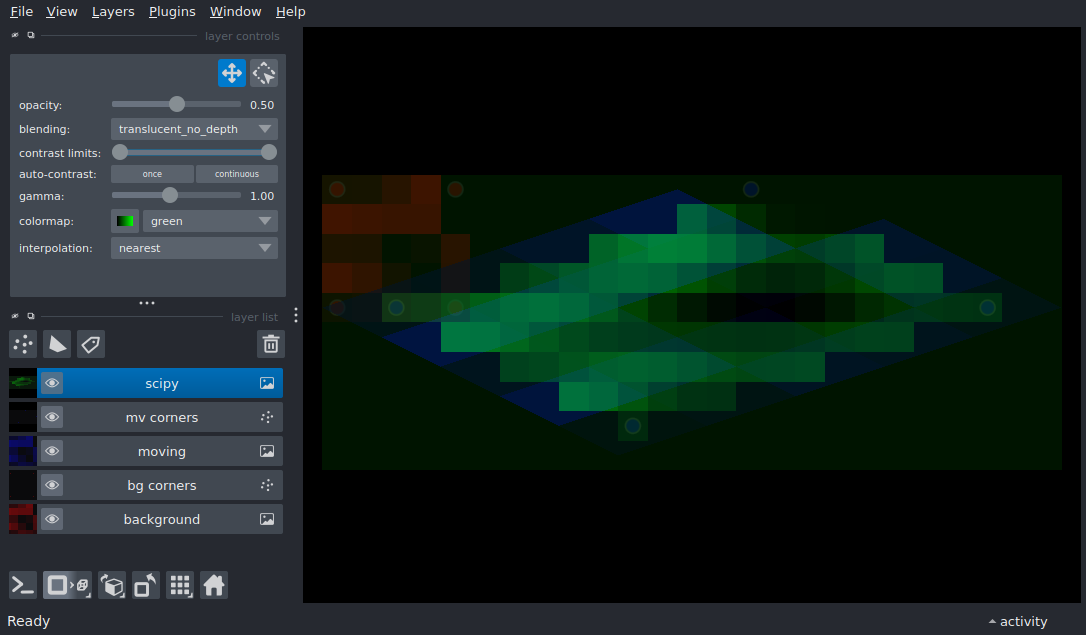 File View Layers Plugins Window Help
layer controls
opacity: 0.50
blending: translucent_no_depth
contrast limits:
auto-contrast: once continuous
gamma: 1.00
colormap: green
interpolation: nearest
layer list
scipy
mv corners
moving
bg corners
background
Ready activity